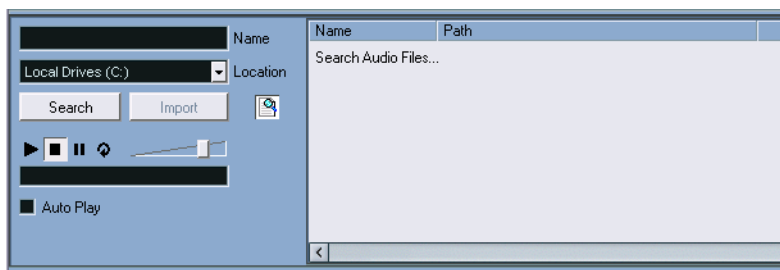 Name
Local Drives (C:)
Location
Search
Import
Auto Play
Name
Path
Search Audio Files...